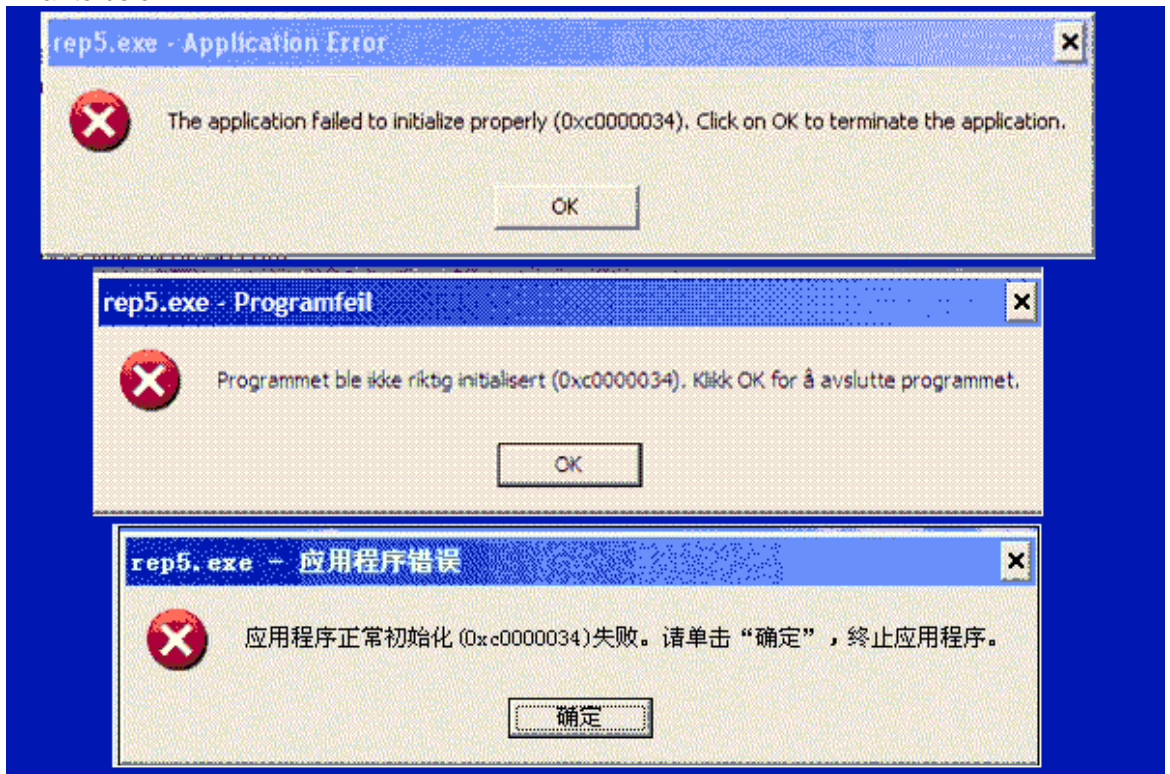 rep5.exe - Application Error
The application failed to initialize properly (0xc0000034). Click on OK to terminate the application.
OK
rep5.exe - Programfeil
Programmet ble ikke riktig initialisert (0xc0000034). Klikk OK for å avslutte programmet.
OK
rep5.exe - 应用程序错误
应用程序正常初始化(0xc0000034)失败。请单击“确定”，终止应用程序。
确定